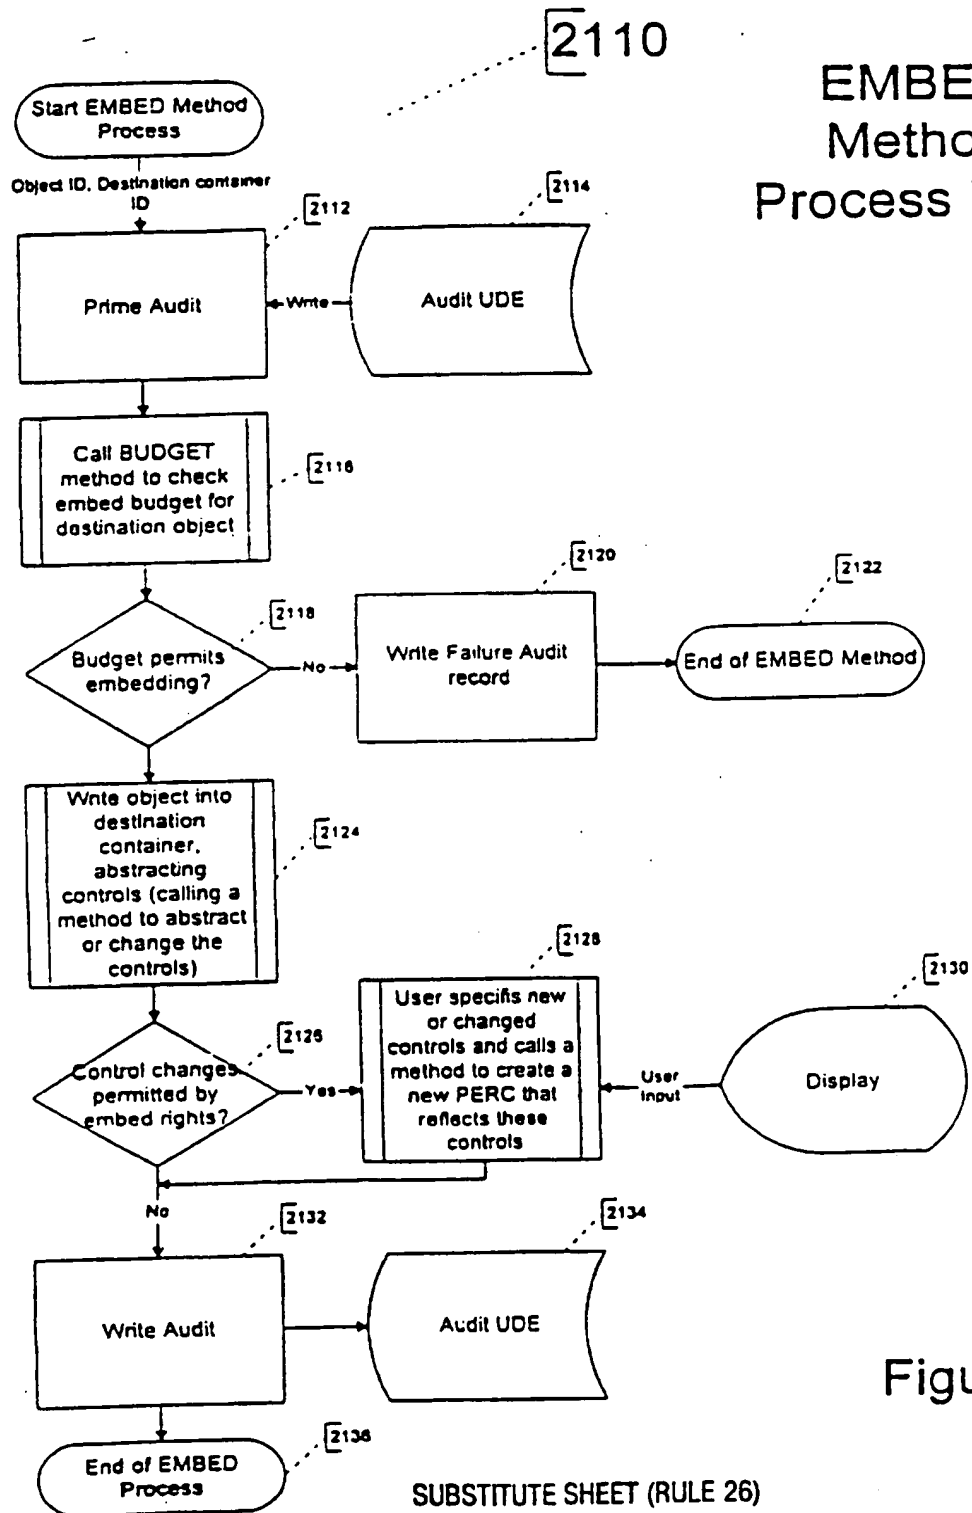 2110
EMBE
Metho
Process
Start EMBED Method
Process
Object ID, Destination container
ID
2112
2114
Prime Audit
Write
Audit UDE
Call BUDGET
method to check
embed budget for
destination object
2116
2118
2120
2122
Budget permits
embedding?
No
Write Failure Audit
record
End of EMBED Method
Write object into
destination
container,
abstracting
controls (calling a
method to abstract
or change the
controls)
2124
2126
2128
2130
Control changes
permitted by
embed rights?
Yes
User specifis new
or changed
controls and calls a
method to create a
new PERC that
reflects these
controls
User
Input
Display
No
2132
2134
Write Audit
Audit UDE
Figu
2136
End of EMBED
Process
SUBSTITUTE SHEET (RULE 26)